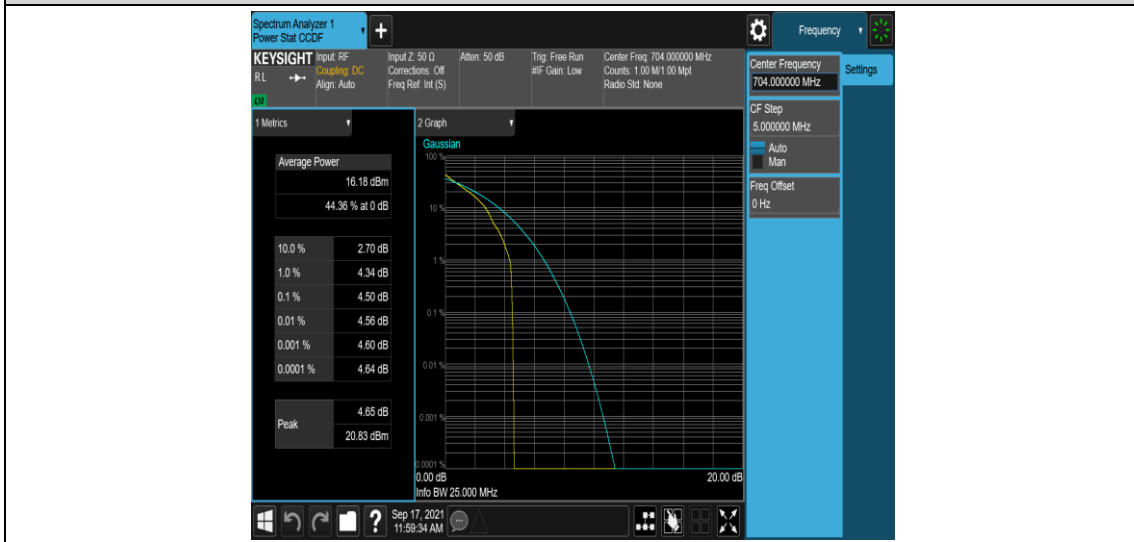 Spectrum Analyzer 1
Power Stat CCDF
+
Frequency
KEYSIGHT
RL
LXI
Input: RF
Coupling: DC
Align: Auto
Input Z: 50 Ω
Corrections: Off
Freq Ref: Int (S)
Atten: 50 dB
Trig: Free Run
#IF Gain: Low
Center Freq: 704.000000 MHz
Counts: 1.00 M/1.00 Mpt
Radio Std: None
Center Frequency
704.000000 MHz
Settings
CF Step
5.000000 MHz
Auto
Man
Freq Offset
0 Hz
1 Metrics
Average Power
16.18 dBm
44.36 % at 0 dB
10.0 % 2.70 dB
1.0 % 4.34 dB
0.1 % 4.50 dB
0.01 % 4.56 dB
0.001 % 4.60 dB
0.0001 % 4.64 dB
Peak 4.65 dB
20.83 dBm
2 Graph
Gaussian
100 %
10 %
1 %
0.1 %
0.01 %
0.001 %
0.0001 %
0.00 dB 20.00 dB
Info BW 25.000 MHz
?
Sep 17, 2021
11:59:34 AM